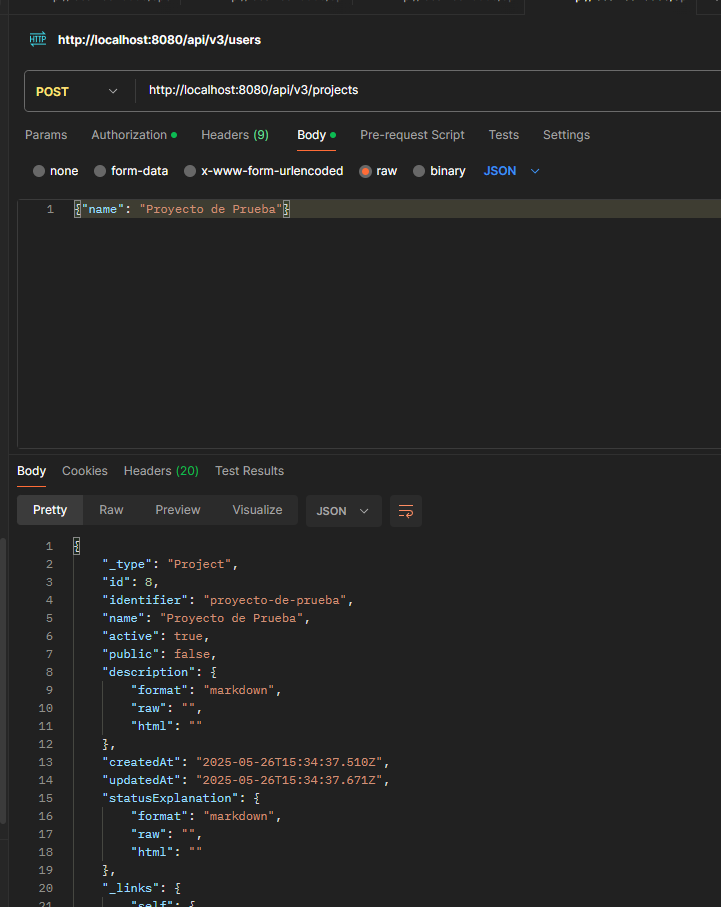 HTTP http://localhost:8080/api/v3/users
POST http://localhost:8080/api/v3/projects
Params Authorization Headers (9) Body Pre-request Script Tests Settings
none form-data x-www-form-urlencoded raw binary JSON
1 {"name": "Proyecto de Prueba"}
Body Cookies Headers (20) Test Results
Pretty Raw Preview Visualize JSON
1 {
2 "_type": "Project",
3 "id": 8,
4 "identifier": "proyecto-de-prueba",
5 "name": "Proyecto de Prueba",
6 "active": true,
7 "public": false,
8 "description": {
9 "format": "markdown",
10 "raw": "",
11 "html": ""
12 },
13 "createdAt": "2025-05-26T15:34:37.510Z",
14 "updatedAt": "2025-05-26T15:34:37.671Z",
15 "statusExplanation": {
16 "format": "markdown",
17 "raw": "",
18 "html": ""
19 },
20 "_links": {
21 "self": {